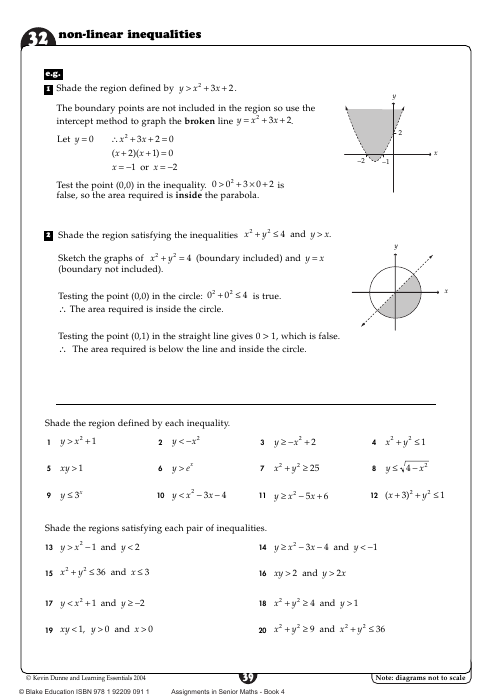 32 non-linear inequalities
e.g.
1 Shade the region defined by y > x² + 3x + 2.
The boundary points are not included in the region so use the
intercept method to graph the broken line y = x² + 3x + 2.
Let y = 0 ∴ x² + 3x + 2 = 0
(x + 2)(x + 1) = 0
x = −1 or x = −2
Test the point (0,0) in the inequality. 0 > 0² + 3 × 0 + 2 is
false, so the area required is inside the parabola.
y
2
x
−2 −1
2 Shade the region satisfying the inequalities x² + y² ≤ 4 and y > x.
Sketch the graphs of x² + y² = 4 (boundary included) and y = x
(boundary not included).
Testing the point (0,0) in the circle: 0² + 0² ≤ 4 is true.
∴ The area required is inside the circle.
Testing the point (0,1) in the straight line gives 0 > 1, which is false.
∴ The area required is below the line and inside the circle.
y
x
Shade the region defined by each inequality.
1 y > x² + 1 2 y < −x² 3 y ≥ −x² + 2 4 x² + y² ≤ 1
5 xy > 1 6 y > eˣ 7 x² + y² ≥ 25 8 y ≤ √(4 − x²)
9 y ≤ 3ˣ 10 y < x² − 3x − 4 11 y ≥ x² − 5x + 6 12 (x + 3)² + y² ≤ 1
Shade the regions satisfying each pair of inequalities.
13 y > x² − 1 and y < 2 14 y ≥ x² − 3x − 4 and y < −1
15 x² + y² ≤ 36 and x ≤ 3 16 xy > 2 and y > 2x
17 y < x² + 1 and y ≥ −2 18 x² + y² ≥ 4 and y > 1
19 xy < 1, y > 0 and x > 0 20 x² + y² ≥ 9 and x² + y² ≤ 36
© Kevin Dunne and Learning Essentials 2004 39 Note: diagrams not to scale
© Blake Education ISBN 978 1 92209 091 1 Assignments in Senior Maths - Book 4